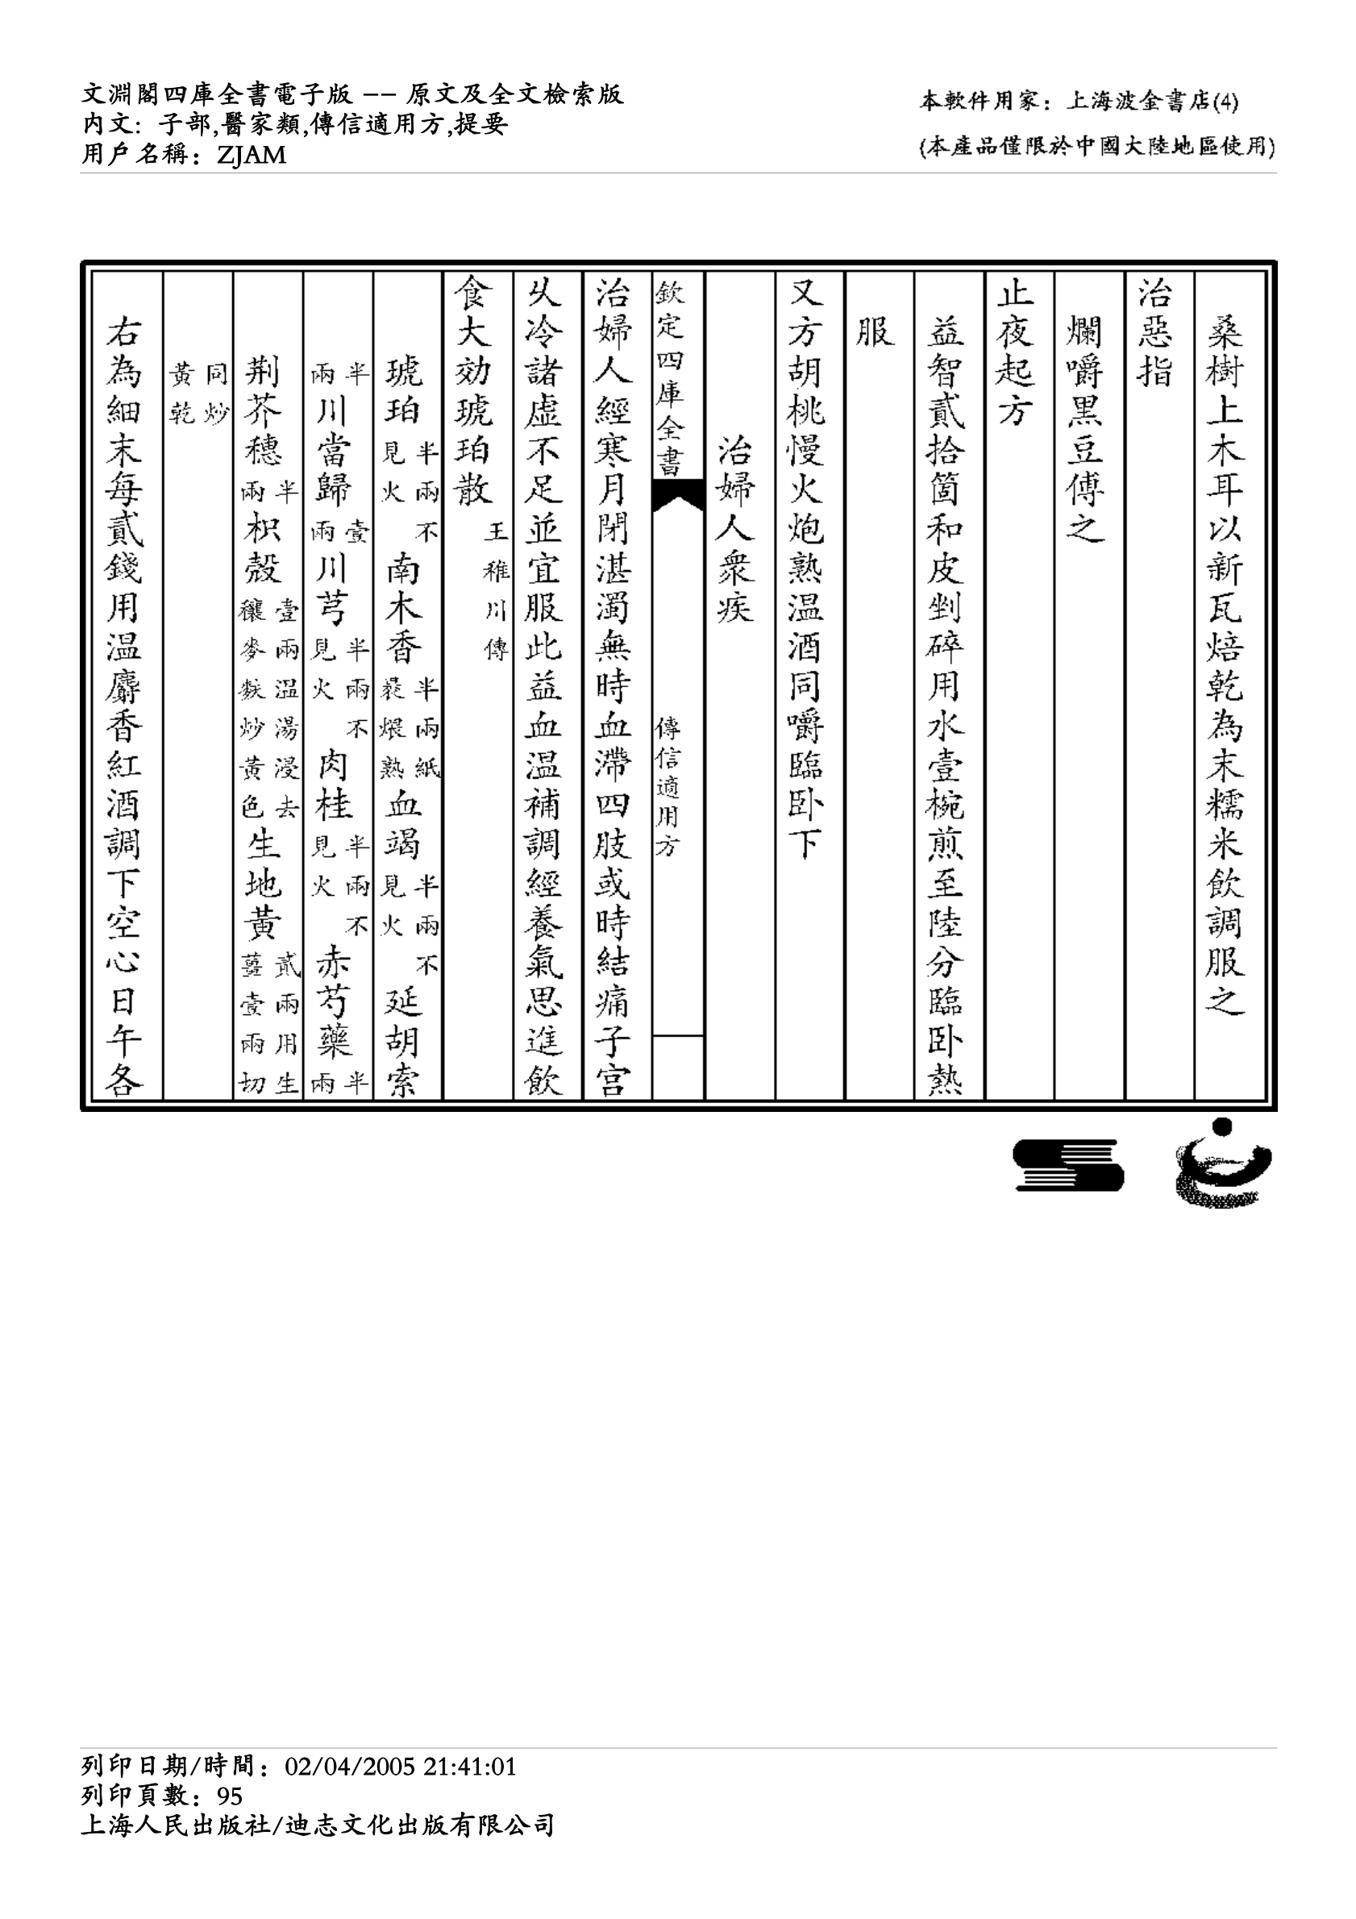 文淵閣四庫全書電子版 -- 原文及全文檢索版
内文: 子部,醫家類,傳信適用方,提要
用戶名稱: ZJAM
本軟件用家: 上海波金書店(4)
(本產品僅限於中國大陸地區使用)
桑樹上木耳以新瓦焙乾為末糯米飲調服之
治惡指
爛嚼黑豆傅之
止夜起方
益智貳拾箇和皮剉碎用水壹椀煎至陸分臨卧熱
服
又方胡桃慢火炮熟温酒同嚼臨卧下
治婦人衆疾
欽定四庫全書 傳信適用方
治婦人經寒月閉湛濁無時血滯四肢或時結痛子宫
乆冷諸虚不足並宜服此益血温補調經養氣思進飲
食大効琥珀散 王稚川傳
琥珀 半兩不見火 南木香 半兩紙裹煨熟 血竭 半兩不見火 延胡索
半兩 川當歸 壹兩 川芎 半兩不見火 肉桂 半兩不見火 赤芍藥 半兩
荆芥穗 半兩 枳殻 壹兩温湯浸去穰麥麩炒黄色 生地黄 貳兩用生薑壹兩切
同炒黄乾
右為細末每貳錢用温麝香紅酒調下空心日午各
列印日期/時間: 02/04/2005 21:41:01
列印頁數: 95
上海人民出版社/迪志文化出版有限公司